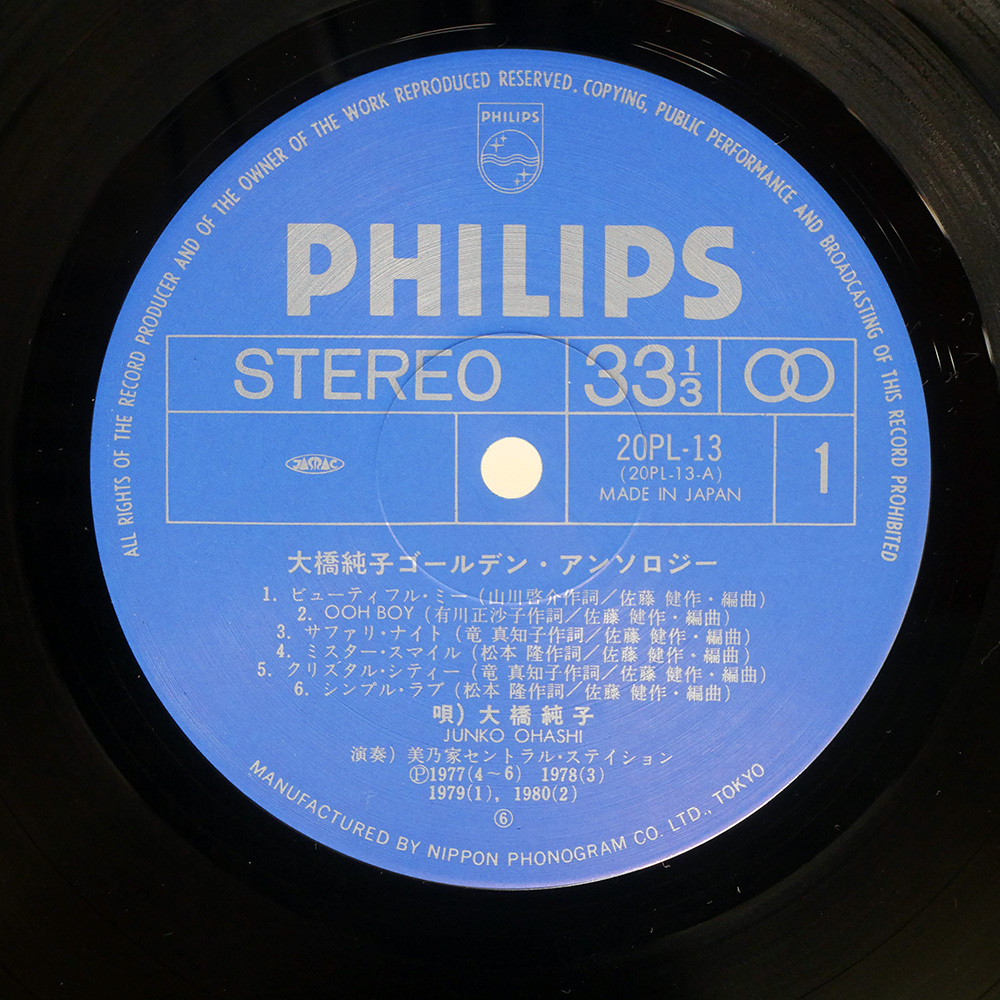 ALL RIGHTS OF THE RECORD PRODUCER AND OF THE OWNER OF THE WORK REPRODUCED RESERVED. COPYING, PUBLIC PERFORMANCE AND BROADCASTING OF THIS RECORD PROHIBITED
PHILIPS
PHILIPS
STEREO 33 1/3
JASRAC 20PL-13 1
(20PL-13-A)
MADE IN JAPAN
大橋純子ゴールデン・アンソロジー
1. ビューティフル・ミー (山川啓介作詞/佐藤 健作・編曲)
2. OOH BOY (有川正沙子作詞/佐藤 健作・編曲)
3. サファリ・ナイト (竜 真知子作詞/佐藤 健作・編曲)
4. ミスター・スマイル (松本 隆作詞/佐藤 健作・編曲)
5. クリスタル・シティー (竜 真知子作詞/佐藤 健作・編曲)
6. シンプル・ラブ (松本 隆作詞/佐藤 健作・編曲)
唄) 大橋純子
JUNKO OHASHI
演奏) 美乃家セントラル・ステイション
Ⓟ1977(4~6) 1978(3)
1979(1), 1980(2)
⑥
MANUFACTURED BY NIPPON PHONOGRAM CO. LTD., TOKYO